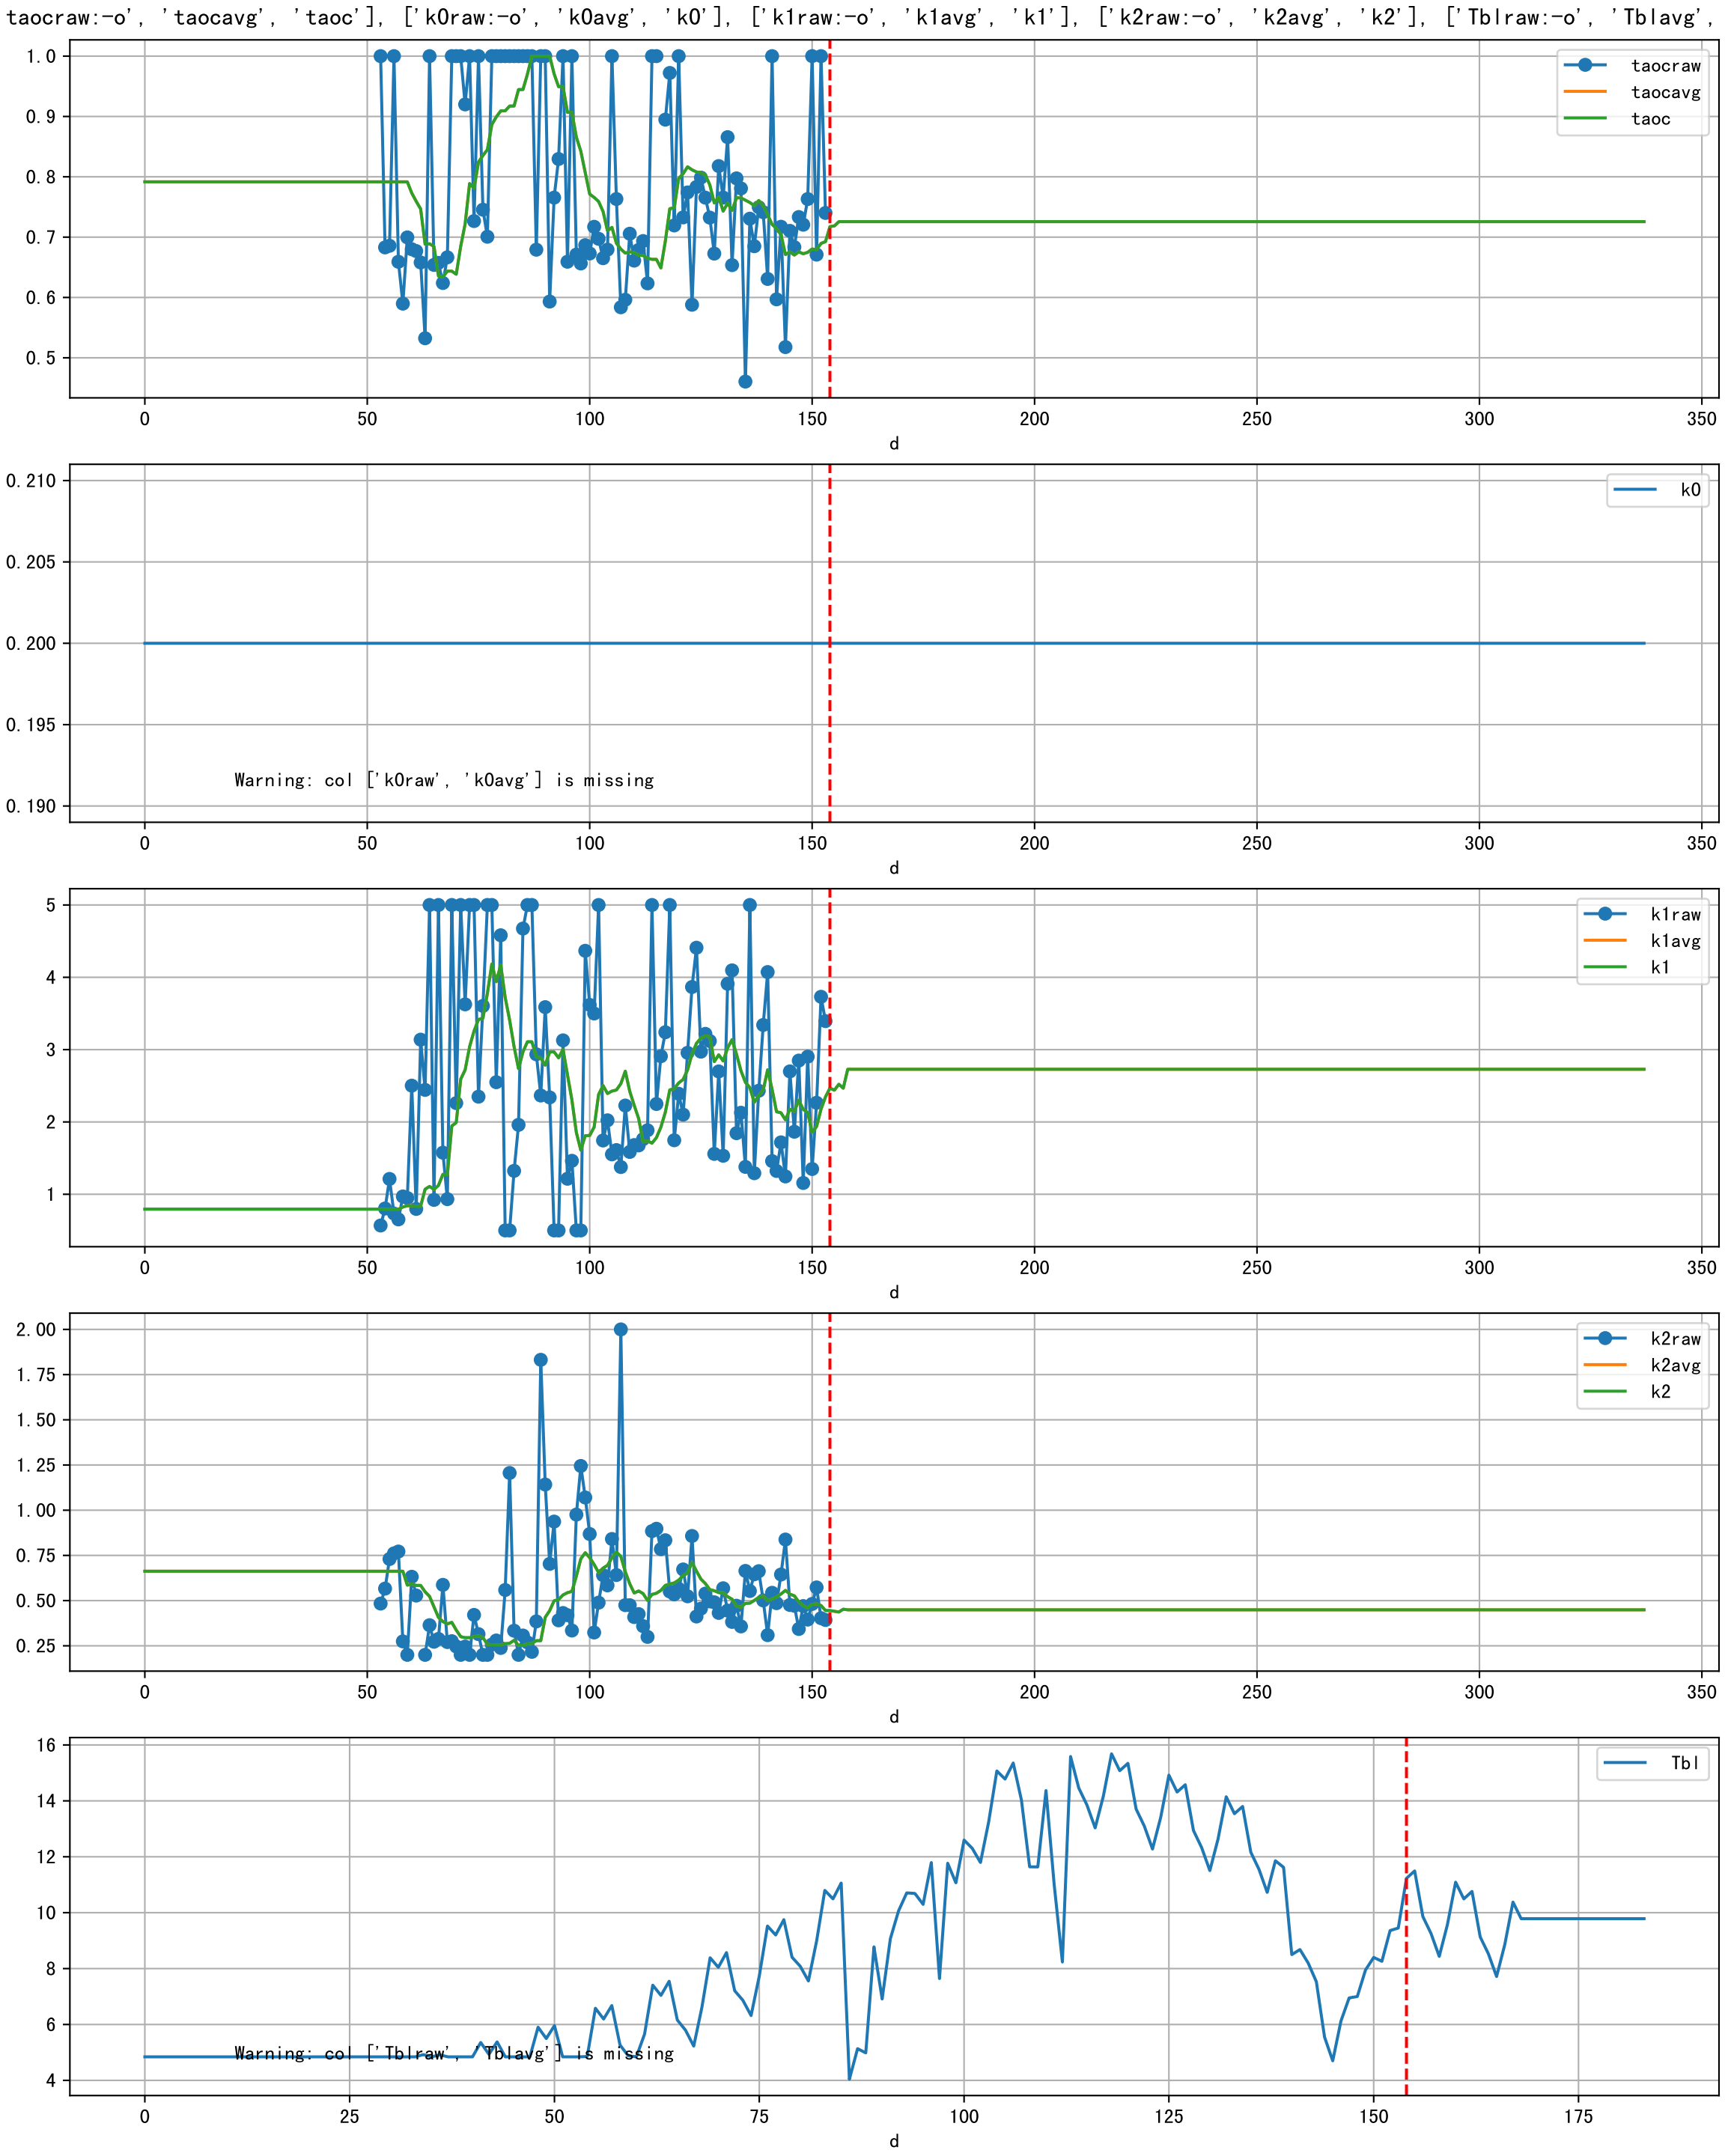 taocraw:-o', 'taocavg', 'taoc'], ['k0raw:-o', 'k0avg', 'k0'], ['k1raw:-o', 'k1avg', 'k1'], ['k2raw:-o', 'k2avg', 'k2'], ['Tblraw:-o', 'Tblavg',
1.0
0.9
0.8
0.7
0.6
0.5
taocraw
taocavg
taoc
0 50 100 150 200 250 300 350
d
0.210
0.205
0.200
0.195
0.190
k0
Warning: col ['k0raw', 'k0avg'] is missing
0 50 100 150 200 250 300 350
d
5
4
3
2
1
k1raw
k1avg
k1
0 50 100 150 200 250 300 350
d
2.00
1.75
1.50
1.25
1.00
0.75
0.50
0.25
k2raw
k2avg
k2
0 50 100 150 200 250 300 350
d
16
14
12
10
8
6
4
Tbl
Warning: col ['Tblraw', 'Tblavg'] is missing
0 25 50 75 100 125 150 175
d